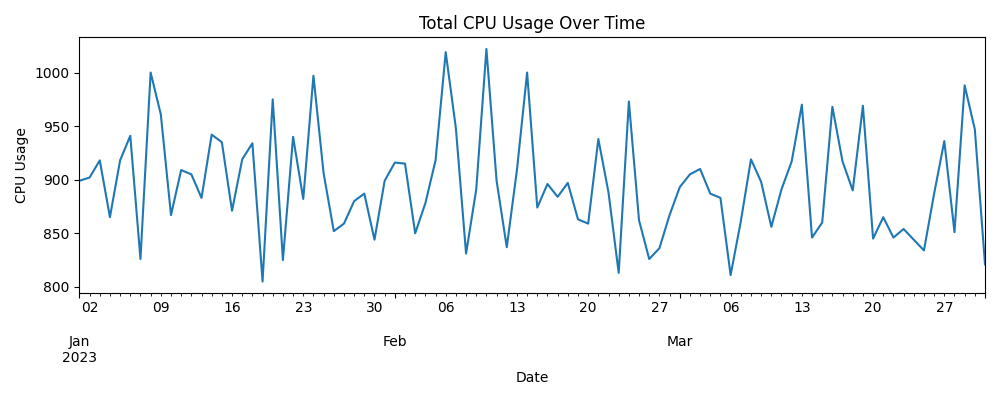 Total CPU Usage Over Time
1000
950
900
850
800
CPU Usage
02 09 16 23 30 06 13 20 27 06 13 20 27
Jan Feb Mar
2023
Date